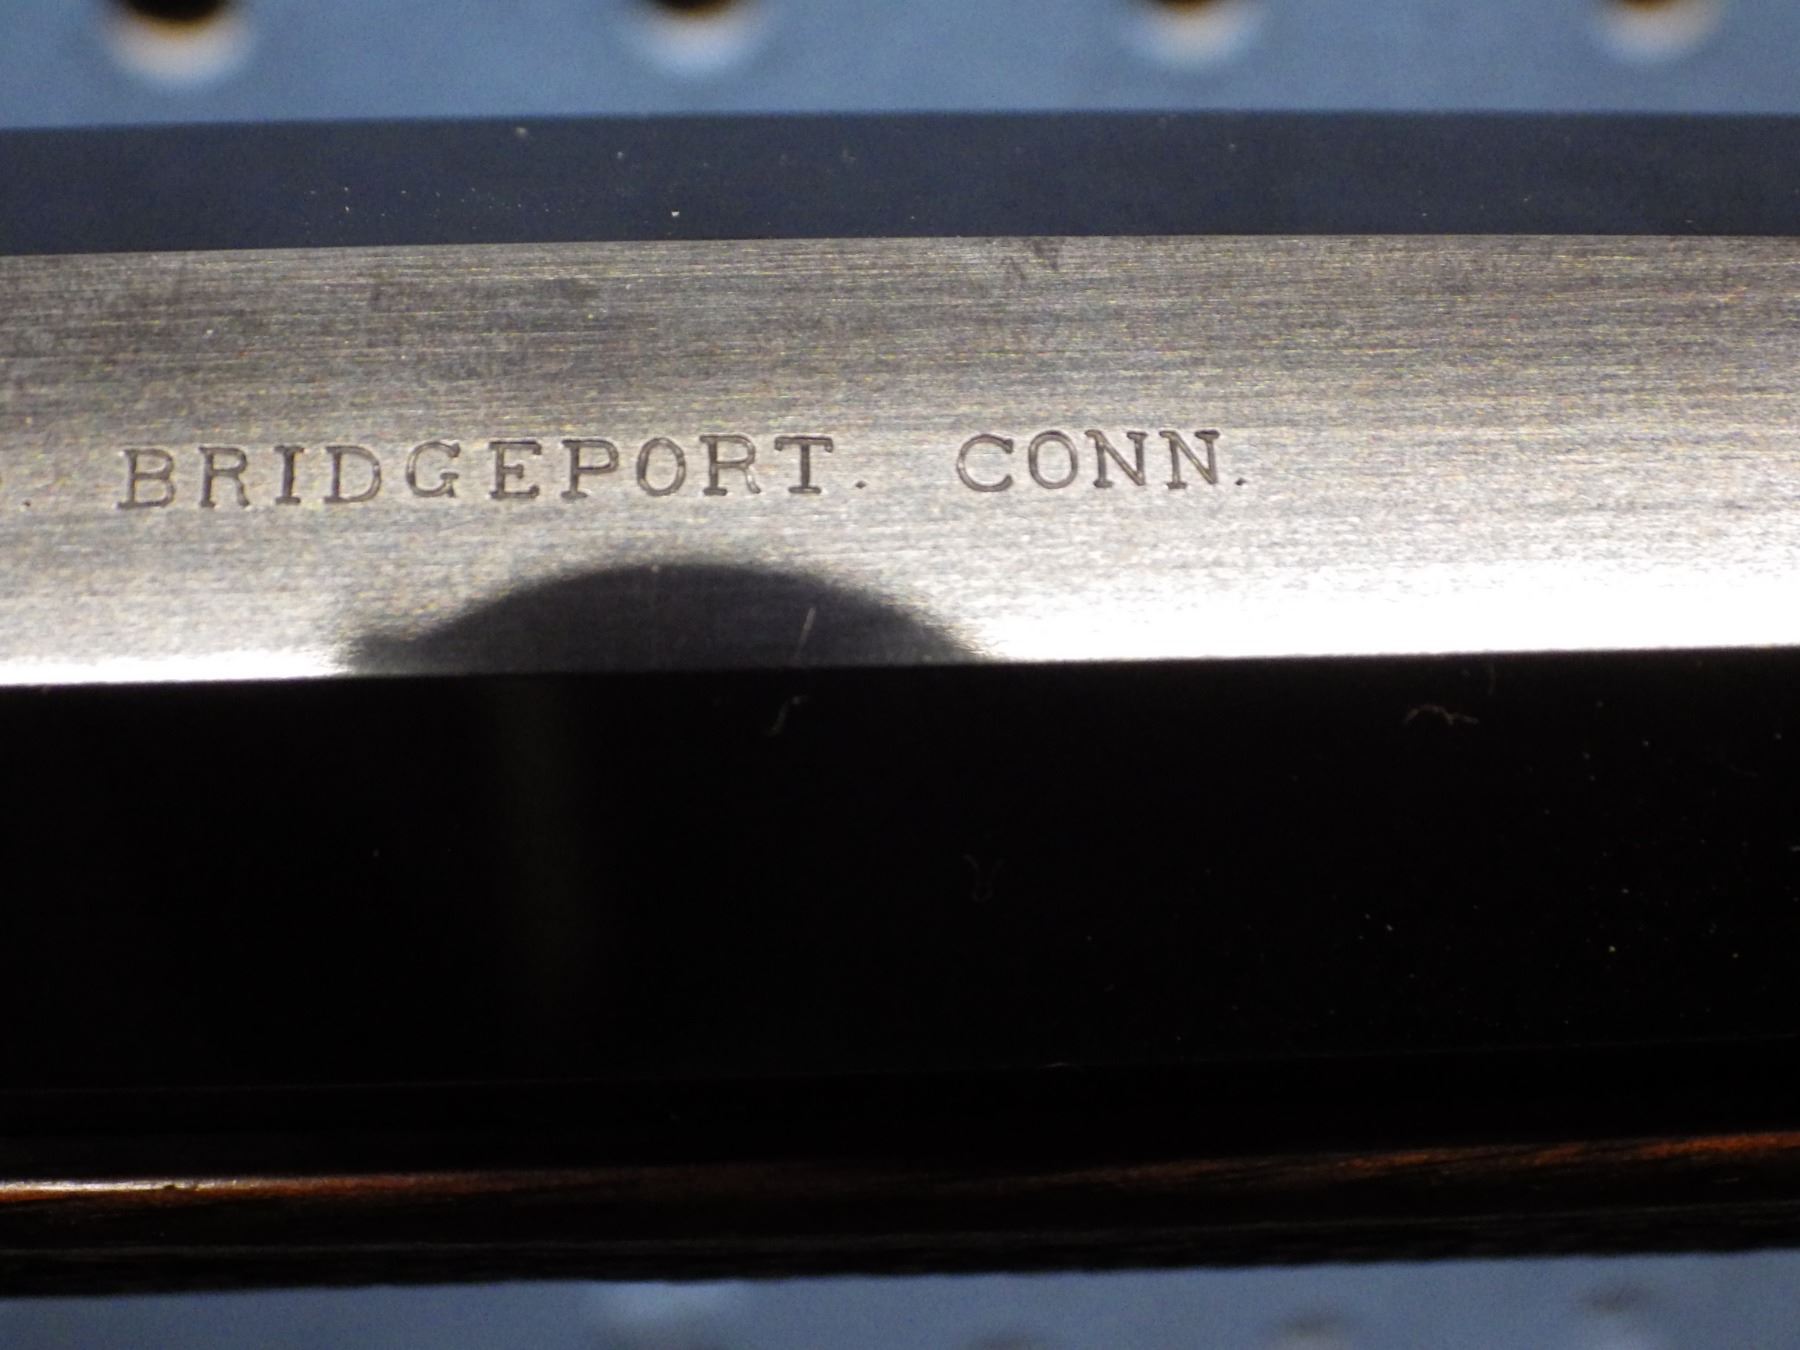 . BRIDGEPORT. CONN.